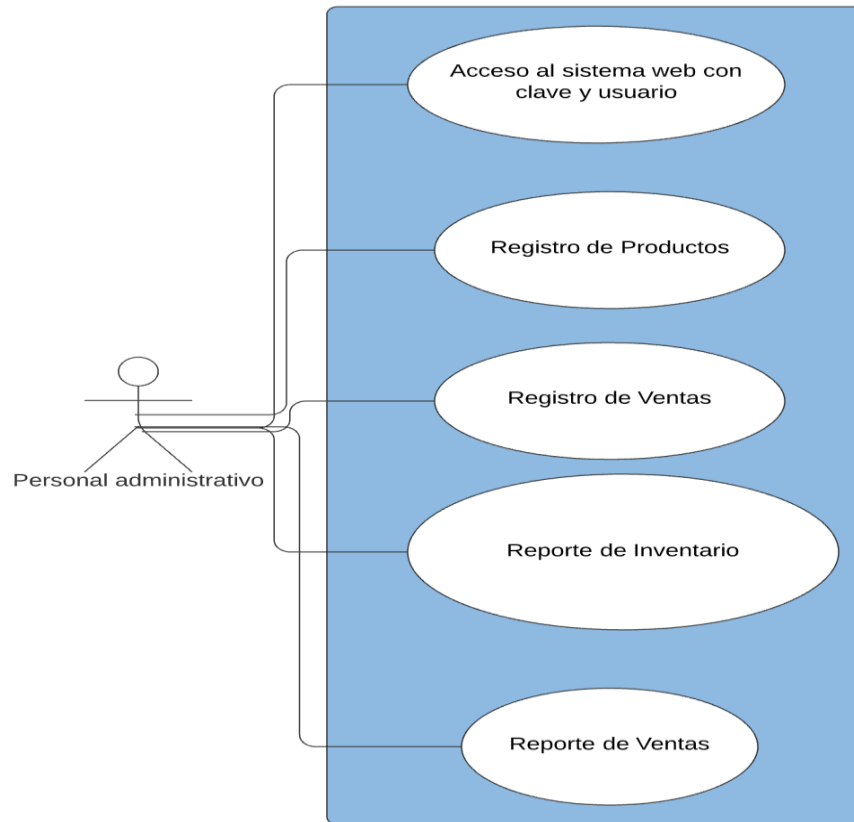 Acceso al sistema web con
clave y usuario
Registro de Productos
Registro de Ventas
Personal administrativo
Reporte de Inventario
Reporte de Ventas